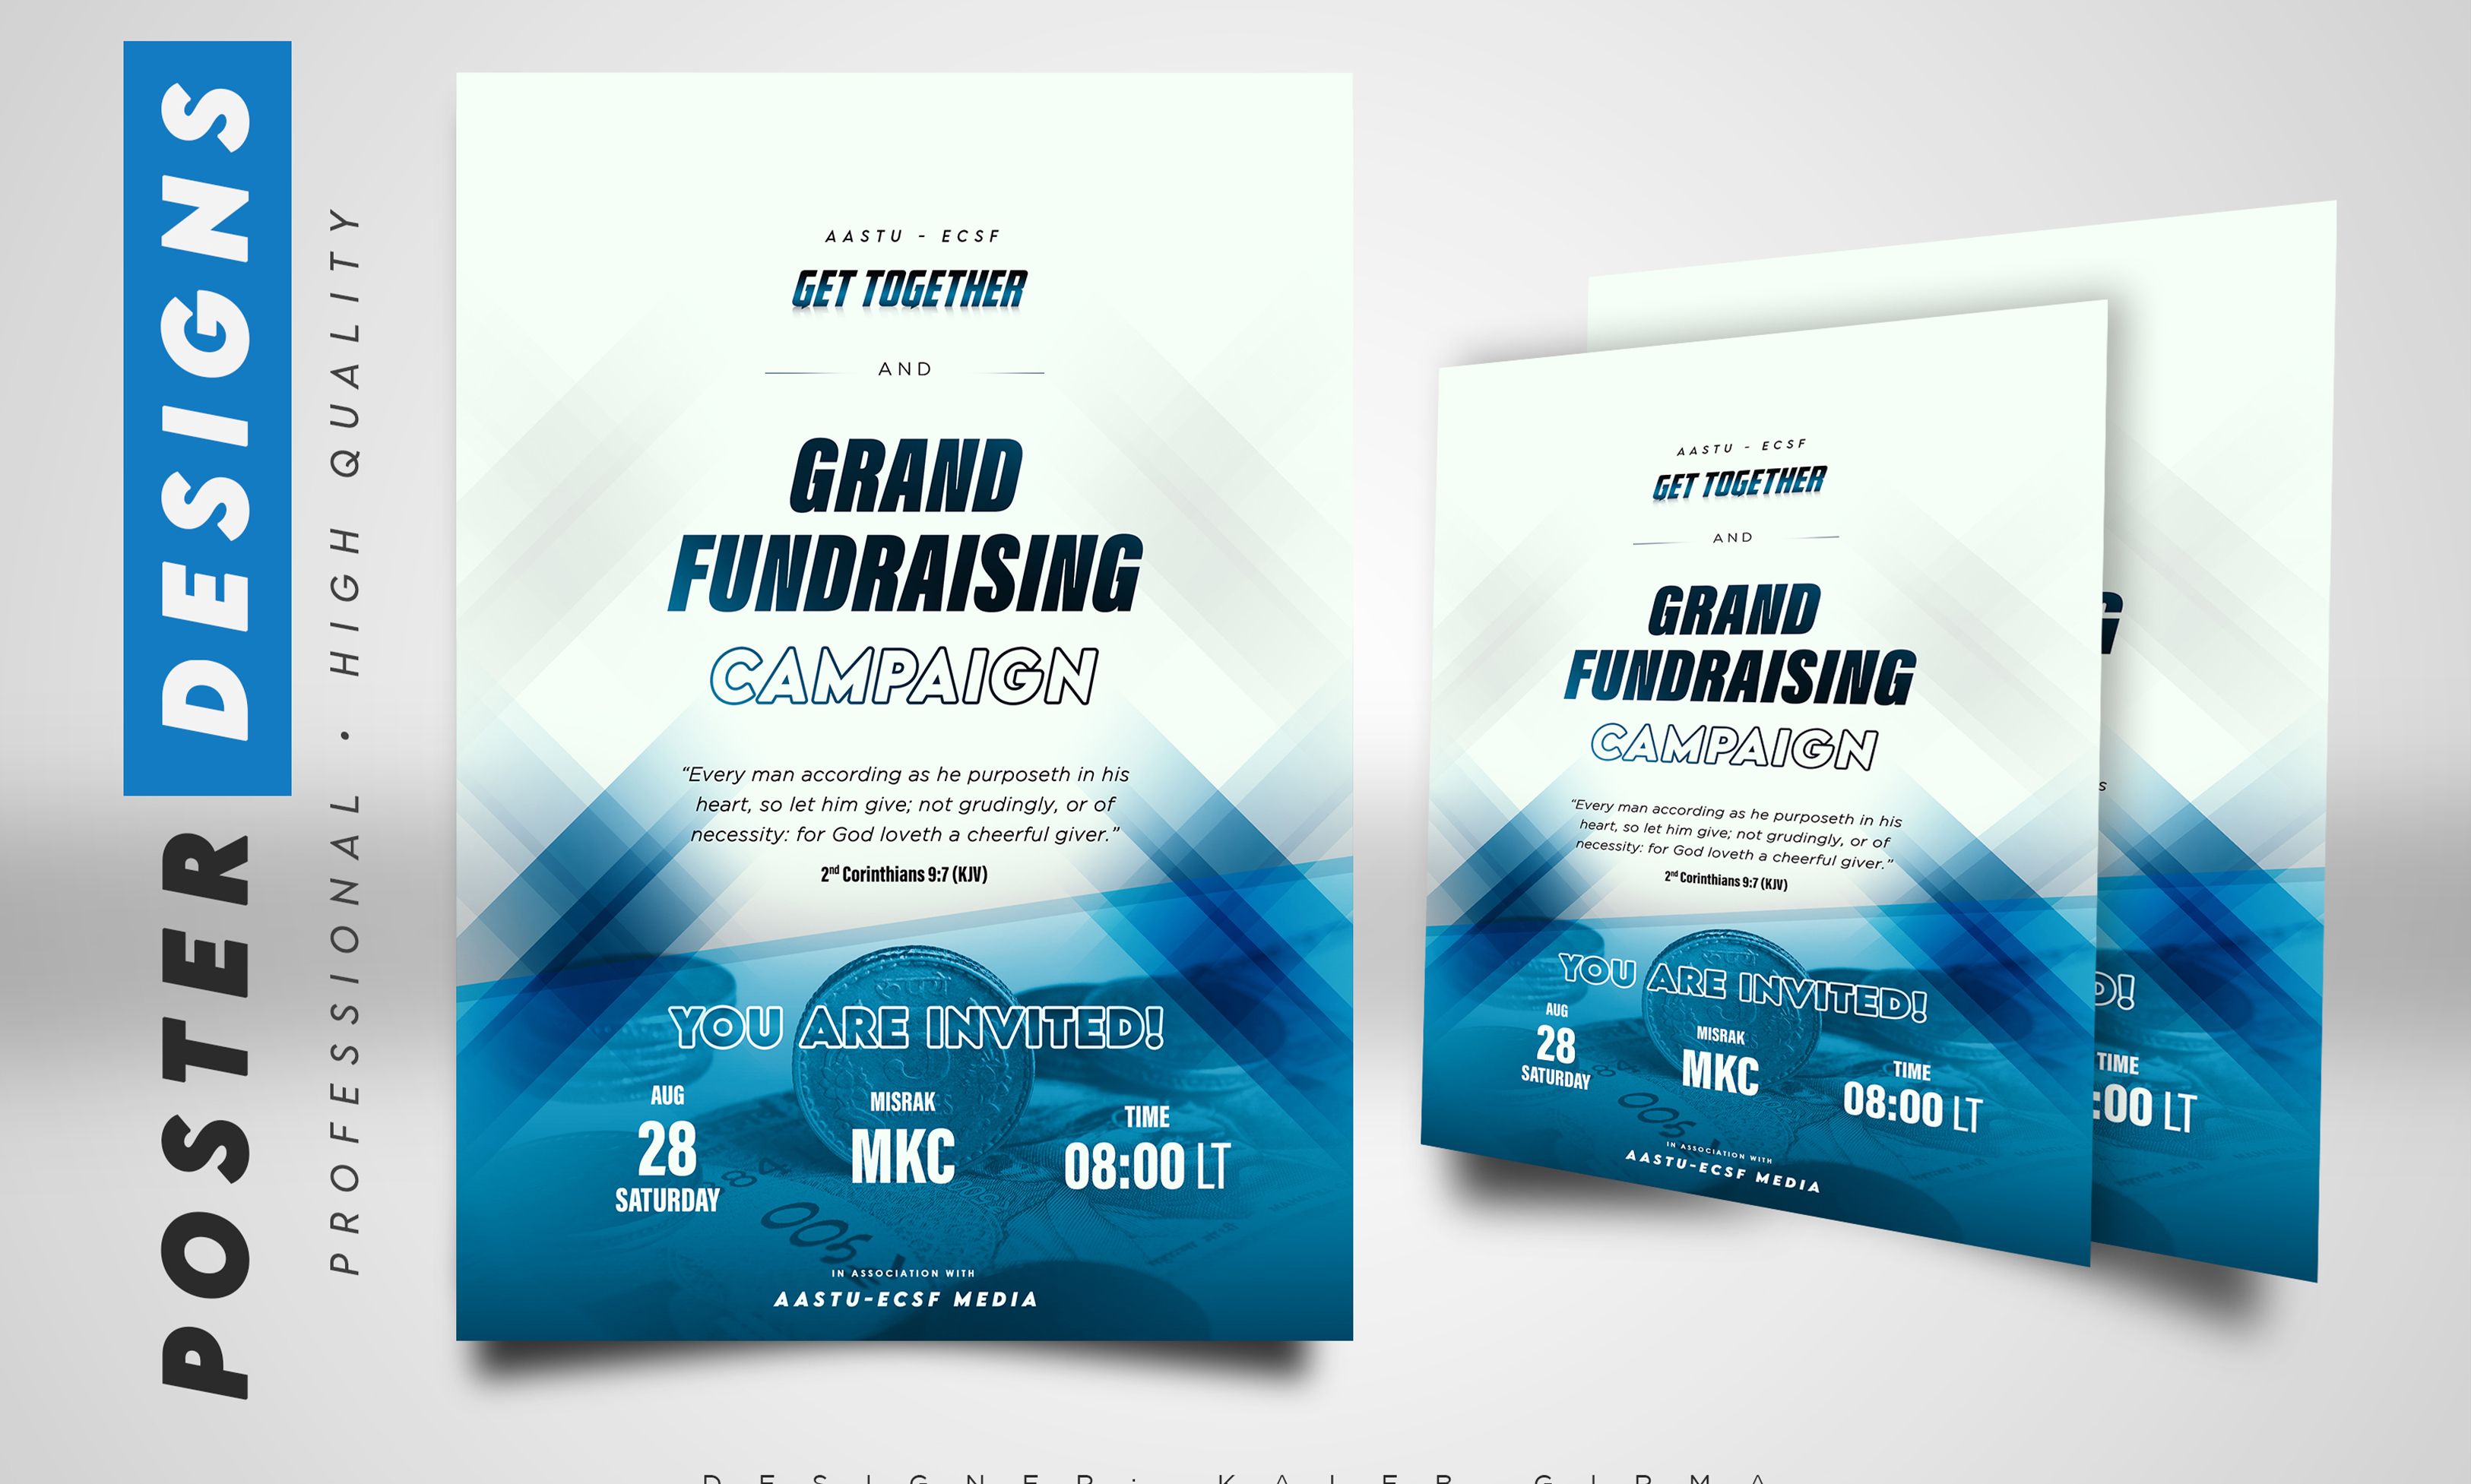 POSTER DESIGNS
PROFESSIONAL • HIGH QUALITY
AASTU - ECSF
GET TOGETHER
AND
GRAND
FUNDRAISING
CAMPAIGN
“Every man according as he purposeth in his
heart, so let him give; not grudingly, or of
necessity: for God loveth a cheerful giver.”
2nd Corinthians 9:7 (KJV)
YOU ARE INVITED!
AUG
28
SATURDAY
MISRAK
MKC
TIME
08:00 LT
500
IN ASSOCIATION WITH
AASTU-ECSF MEDIA
AASTU - ECSF
GET TOGETHER
AND
GRAND
FUNDRAISING
CAMPAIGN
“Every man according as he purposeth in his
heart, so let him give; not grudingly, or of
necessity: for God loveth a cheerful giver.”
2nd Corinthians 9:7 (KJV)
YOU ARE INVITED!
AUG
28
SATURDAY
MISRAK
MKC
TIME
08:00 LT
500
IN ASSOCIATION WITH
AASTU-ECSF MEDIA
G
s
D!
TIME
:00 LT
DESIGNER: KALEB GIRMA